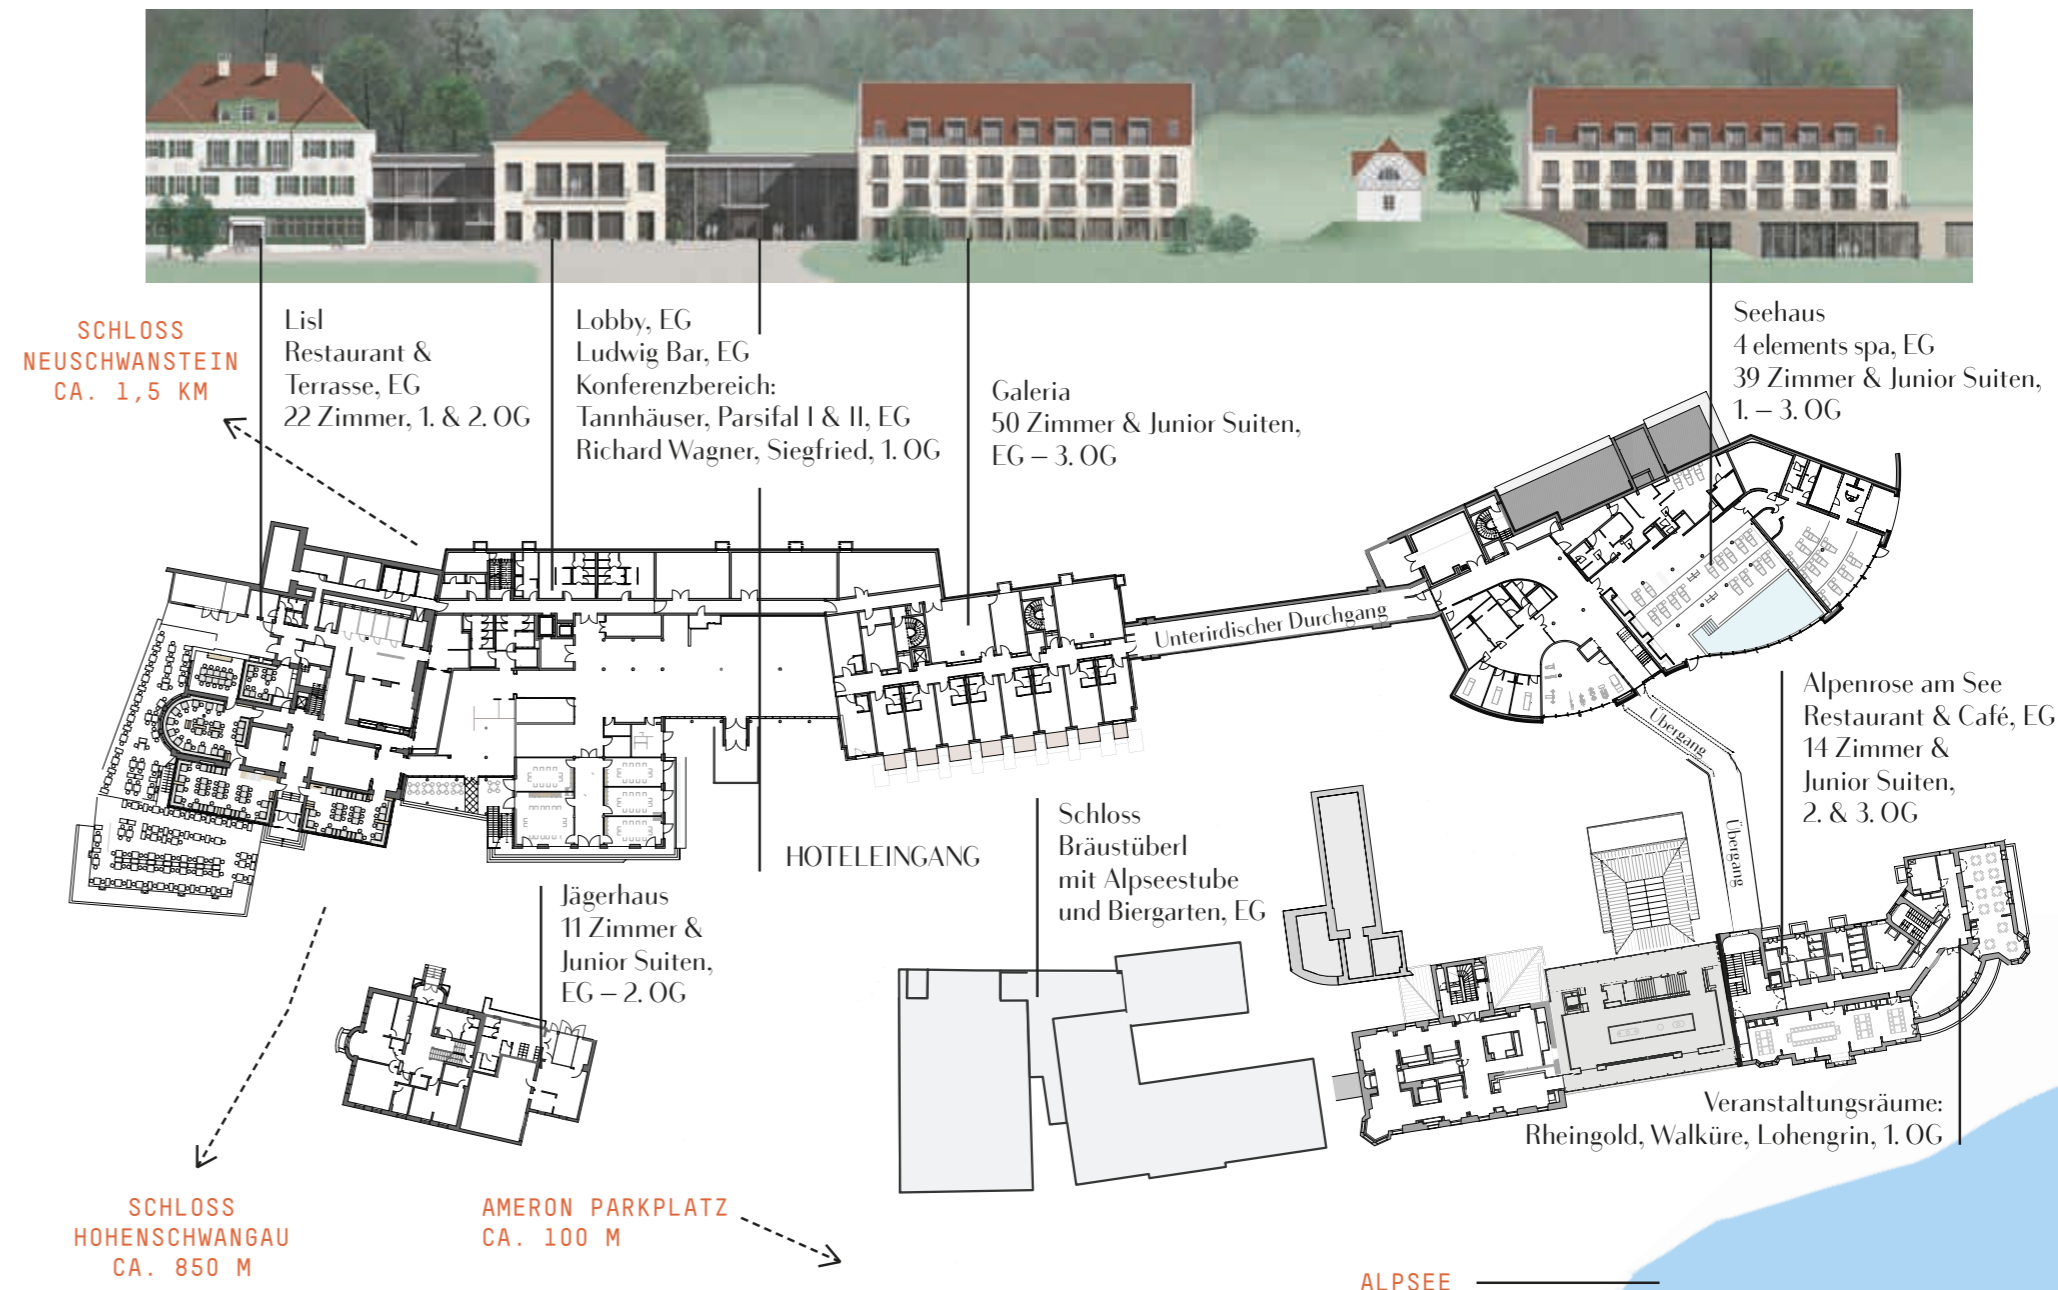 SCHLOSS
NEUSCHWANSTEIN
CA. 1,5 KM
Lisl
Restaurant &
Terrasse, EG
22 Zimmer, 1. & 2. OG
Lobby, EG
Ludwig Bar, EG
Konferenzbereich:
Tannhäuser, Parsifal I & II, EG
Richard Wagner, Siegfried, 1. OG
Galeria
50 Zimmer & Junior Suiten,
EG – 3. OG
Seehaus
4 elements spa, EG
39 Zimmer & Junior Suiten,
1. – 3. OG
Unterirdischer Durchgang
Übergang
Übergang
Alpenrose am See
Restaurant & Café, EG
14 Zimmer &
Junior Suiten,
2. & 3. OG
HOTELEINGANG
Schloss
Bräustüberl
mit Alpseestube
und Biergarten, EG
Jägerhaus
11 Zimmer &
Junior Suiten,
EG – 2. OG
Veranstaltungsräume:
Rheingold, Walküre, Lohengrin, 1. OG
SCHLOSS
HOHENSCHWANGAU
CA. 850 M
AMERON PARKPLATZ
CA. 100 M
ALPSEE